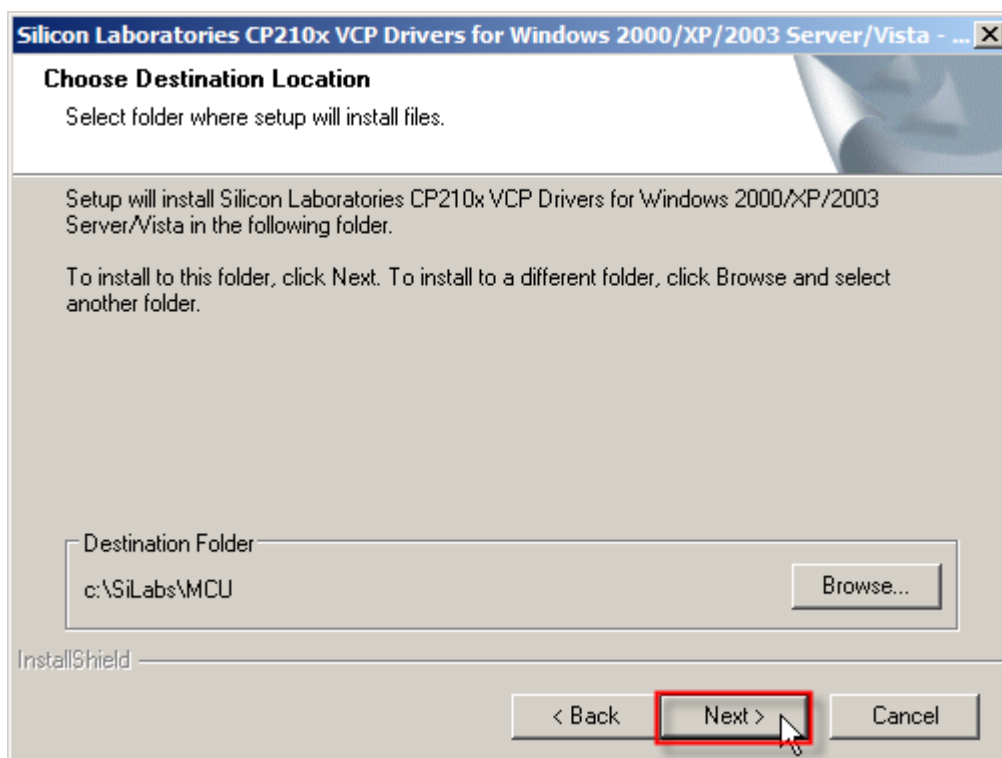 Silicon Laboratories CP210x VCP Drivers for Windows 2000/XP/2003 Server/Vista - ...
Choose Destination Location
Select folder where setup will install files.
Setup will install Silicon Laboratories CP210x VCP Drivers for Windows 2000/XP/2003
Server/Vista in the following folder.
To install to this folder, click Next. To install to a different folder, click Browse and select
another folder.
Destination Folder
c:\SiLabs\MCU
Browse...
InstallShield
< Back
Next >
Cancel